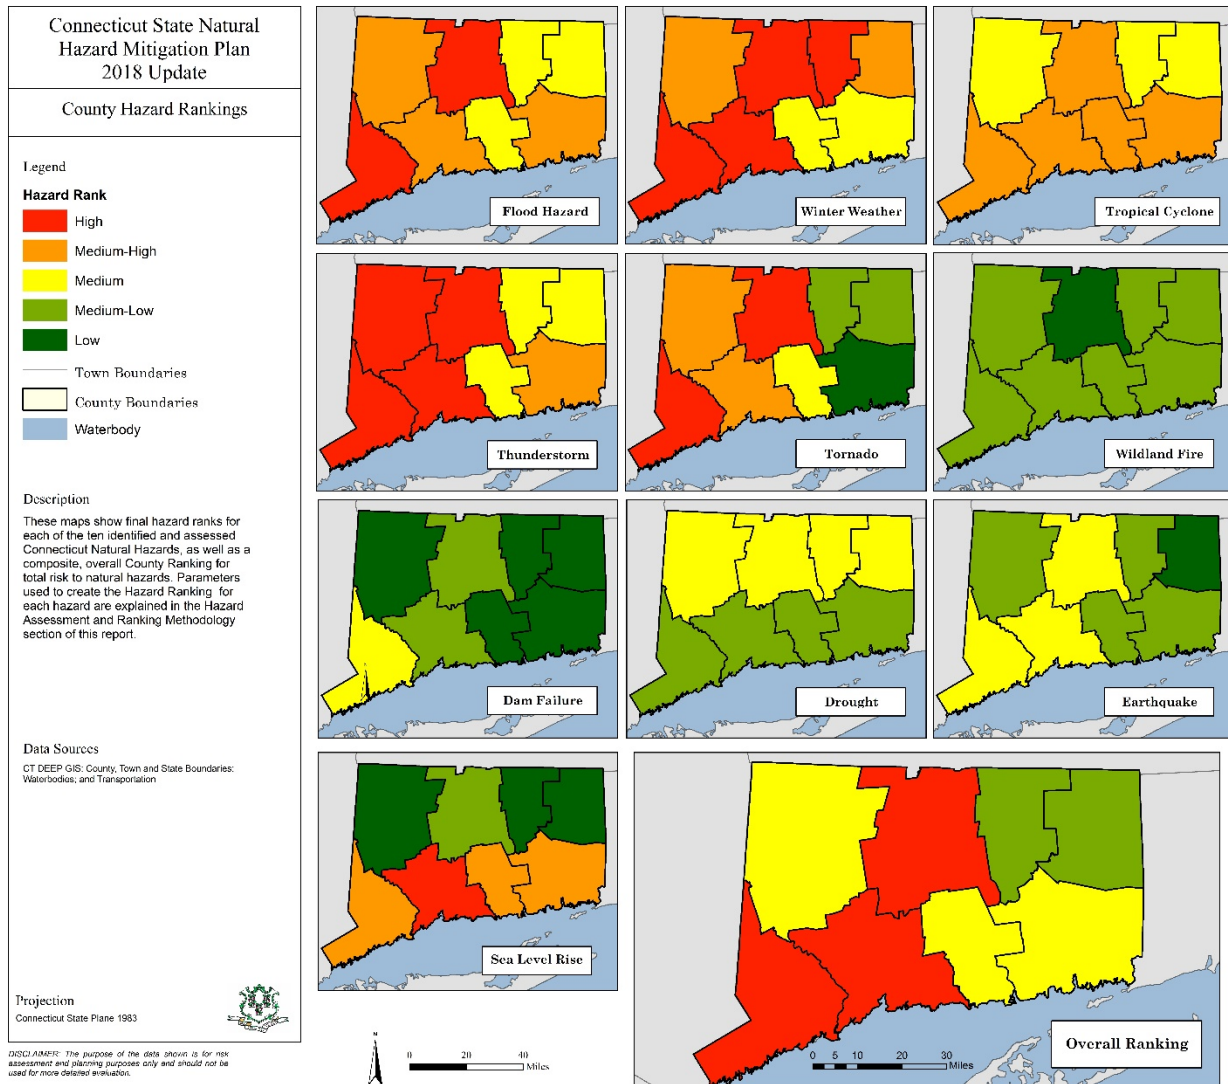 Connecticut State Natural
Hazard Mitigation Plan
2018 Update
County Hazard Rankings
Legend
Hazard Rank
High
Medium-High
Medium
Medium-Low
Low
Town Boundaries
County Boundaries
Waterbody
Description
These maps show final hazard ranks for
each of the ten identified and assessed
Connecticut Natural Hazards, as well as a
composite, overall County Ranking for
total risk to natural hazards. Parameters
used to create the Hazard Ranking for
each hazard are explained in the Hazard
Assessment and Ranking Methodology
section of this report.
Data Sources
CT DEEP GIS: County, Town and State Boundaries;
Waterbodies; and Transportation
Projection
Connecticut State Plane 1983
DISCLAIMER: The purpose of the data shown is for risk
assessment and planning purposes only and should not be
used for more detailed evaluation.
Flood Hazard
Winter Weather
Tropical Cyclone
Thunderstorm
Tornado
Wildland Fire
Dam Failure
Drought
Earthquake
Sea Level Rise
Overall Ranking
N
0 20 40
Miles
0 5 10 20 30
Miles